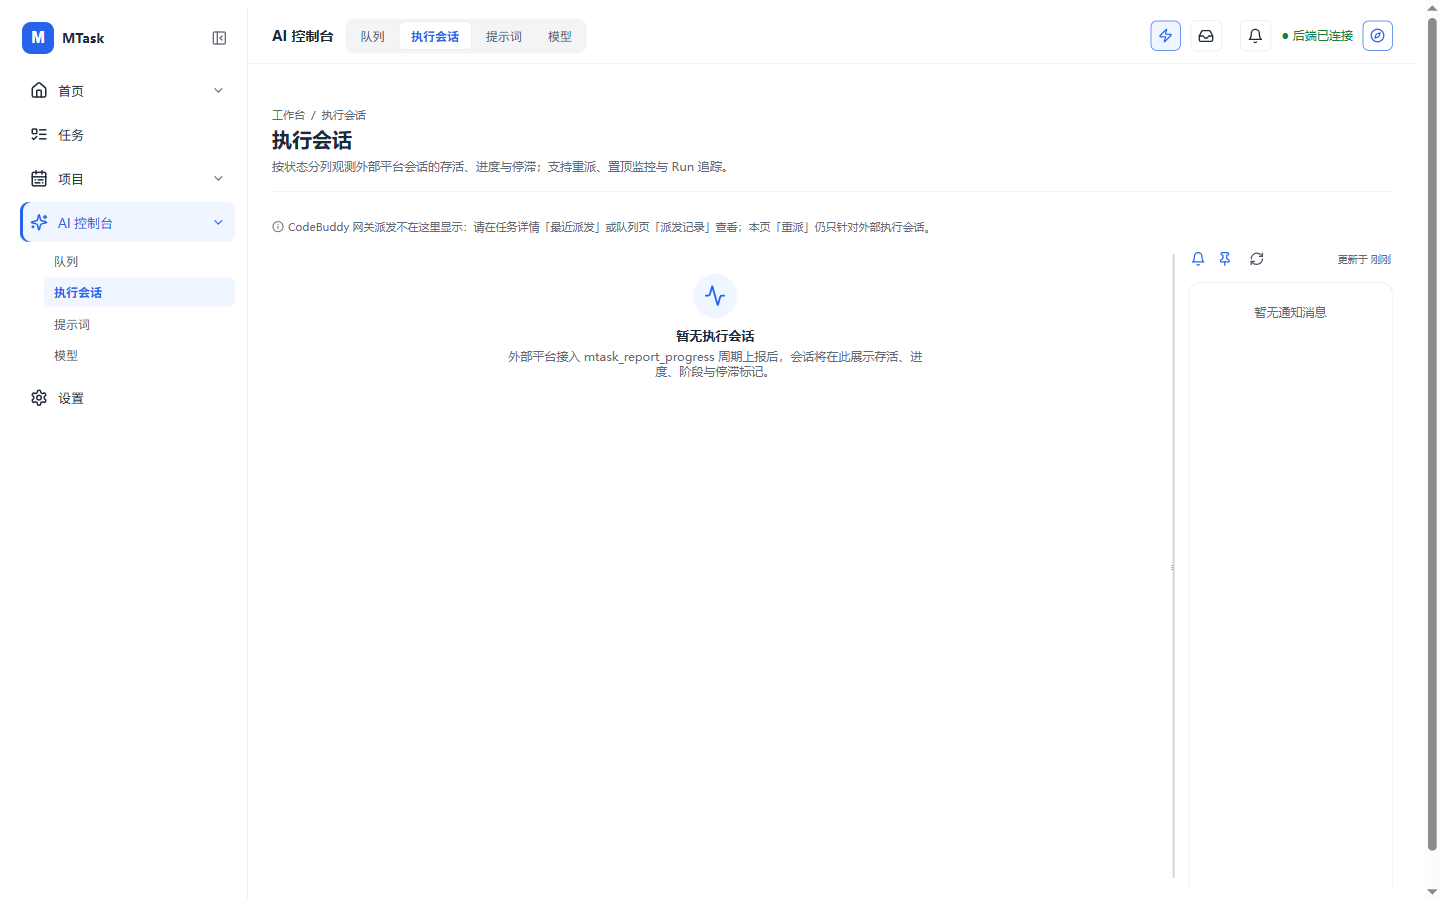 M MTask
首页
任务
项目
AI 控制台
队列
执行会话
提示词
模型
设置
AI 控制台 队列 执行会话 提示词 模型
后端已连接
工作台 / 执行会话
执行会话
按状态分列观测外部平台会话的存活、进度与停滞；支持重派、置顶监控与 Run 追踪。
CodeBuddy 网关派发不在这里显示：请在任务详情「最近派发」或队列页「派发记录」查看；本页「重派」仍只针对外部执行会话。
暂无执行会话
外部平台接入 mtask_report_progress 周期上报后，会话将在此展示存活、进
度、阶段与停滞标记。
更新于 刚刚
暂无通知消息